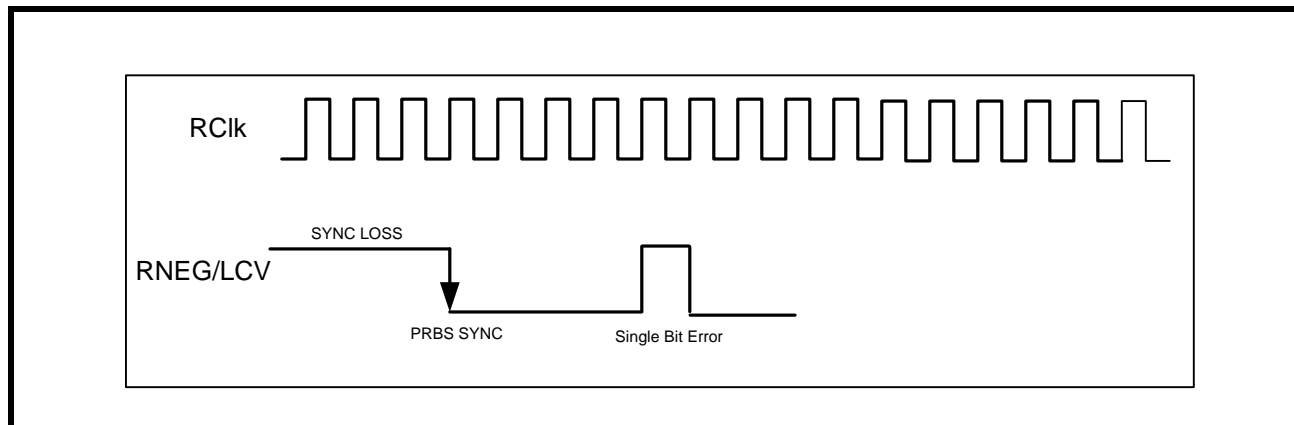 RClk
SYNC LOSS
RNEG/LCV
PRBS SYNC
Single Bit Error